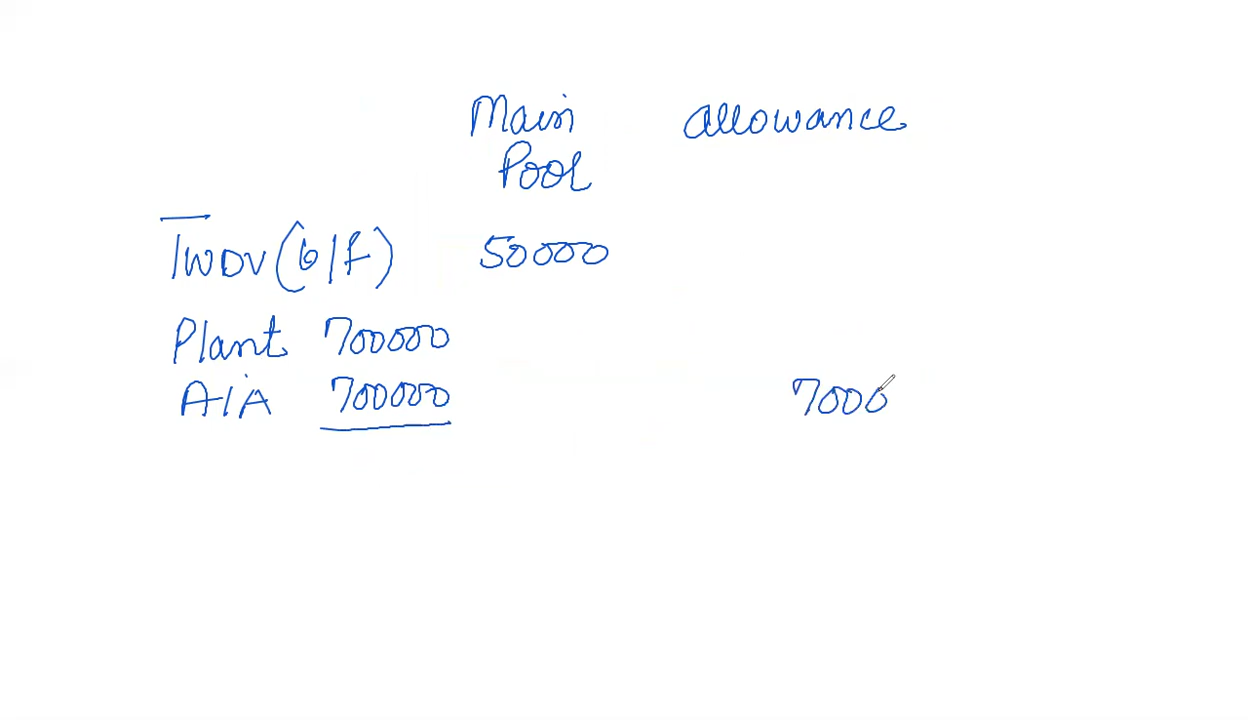 Main allowance
Pool
TWDV (b/f) 50000
Plant 700000
AIA 700000 7000